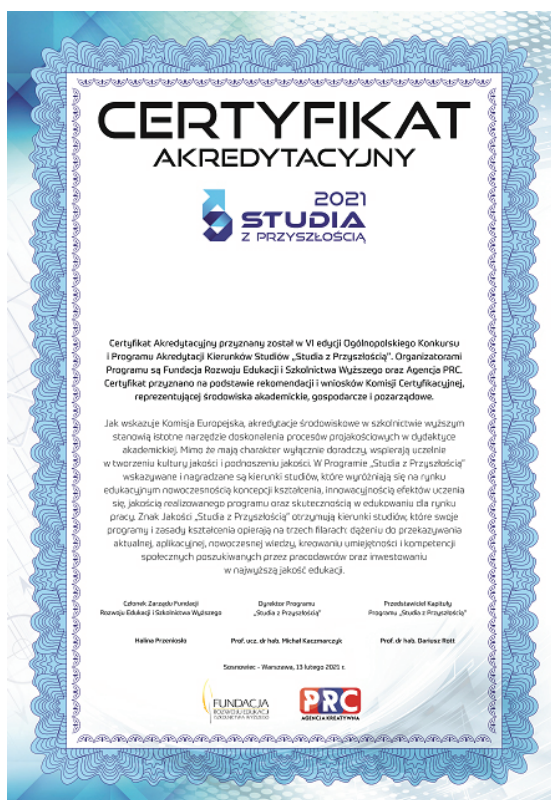 CERTYFIKAT
AKREDYTACYJNY
2021
STUDIA
Z PRZYSZŁOŚCIĄ
Certyfikat Akredytacyjny przyznany został w VI edycji Ogólnopolskiego Konkursu
i Programu Akredytacji Kierunków Studiów „Studia z Przyszłością”. Organizatorami
Programu są Fundacja Rozwoju Edukacji i Szkolnictwa Wyższego oraz Agencja PRC.
Certyfikat przyznano na podstawie rekomendacji i wniosków Komisji Certyfikacyjnej,
reprezentującej środowiska akademickie, gospodarcze i pozarządowe.
Jak wskazuje Komisja Europejska, akredytacje środowiskowe w szkolnictwie wyższym
stanowią istotne narzędzie doskonalenia procesów projakościowych w dydaktyce
akademickiej. Mimo że mają charakter wyłącznie doradczy, wspierają uczelnie
w tworzeniu kultury jakości i podnoszeniu jakości. W Programie „Studia z Przyszłością”
wskazywane i nagradzane są kierunki studiów, które wyróżniają się na rynku
edukacyjnym nowoczesnością koncepcji kształcenia, innowacyjnością efektów uczenia
się, jakością realizowanego programu oraz skutecznością w edukowaniu dla rynku
pracy. Znak Jakości „Studia z Przyszłością” otrzymują kierunki studiów, które swoje
programy i zasady kształcenia opierają na trzech filarach: dążeniu do przekazywania
aktualnej, aplikacyjnej, nowoczesnej wiedzy, kreowaniu umiejętności i kompetencji
społecznych poszukiwanych przez pracodawców oraz inwestowaniu
w najwyższą jakość edukacji.
Członek Zarządu Fundacji
Rozwoju Edukacji i Szkolnictwa Wyższego
Dyrektor Programu
„Studia z Przyszłością”
Przedstawiciel Kapituły
Programu „Studia z Przyszłością”
Halina Przeniosło
Prof. ucz. dr hab. Michał Kaczmarczyk
Prof. dr hab. Dariusz Rott
Sosnowiec – Warszawa, 13 lutego 2021 r.
FUNDACJA
ROZWOJU EDUKACJI
I SZKOLNICTWA WYŻSZEGO
PRC
AGENCJA KREATYWNA